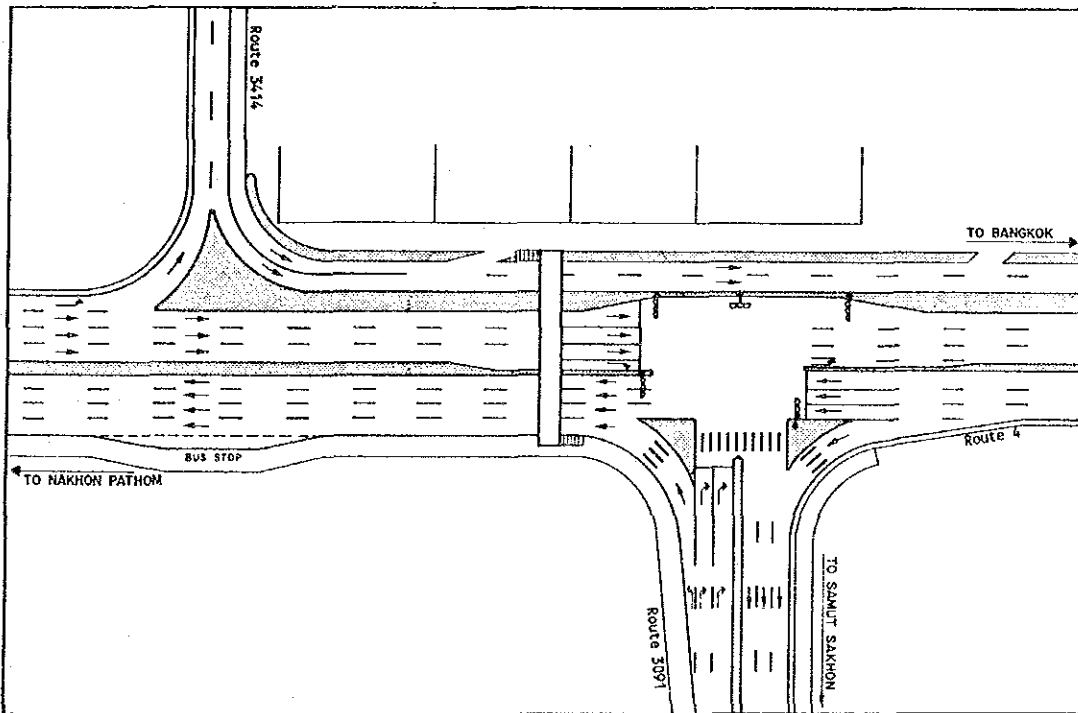 Route 3414
TO BANGKOK
Route 4
BUS STOP
TO NAKHON PATHOM
Route 3091
TO SAMUT SAKHON